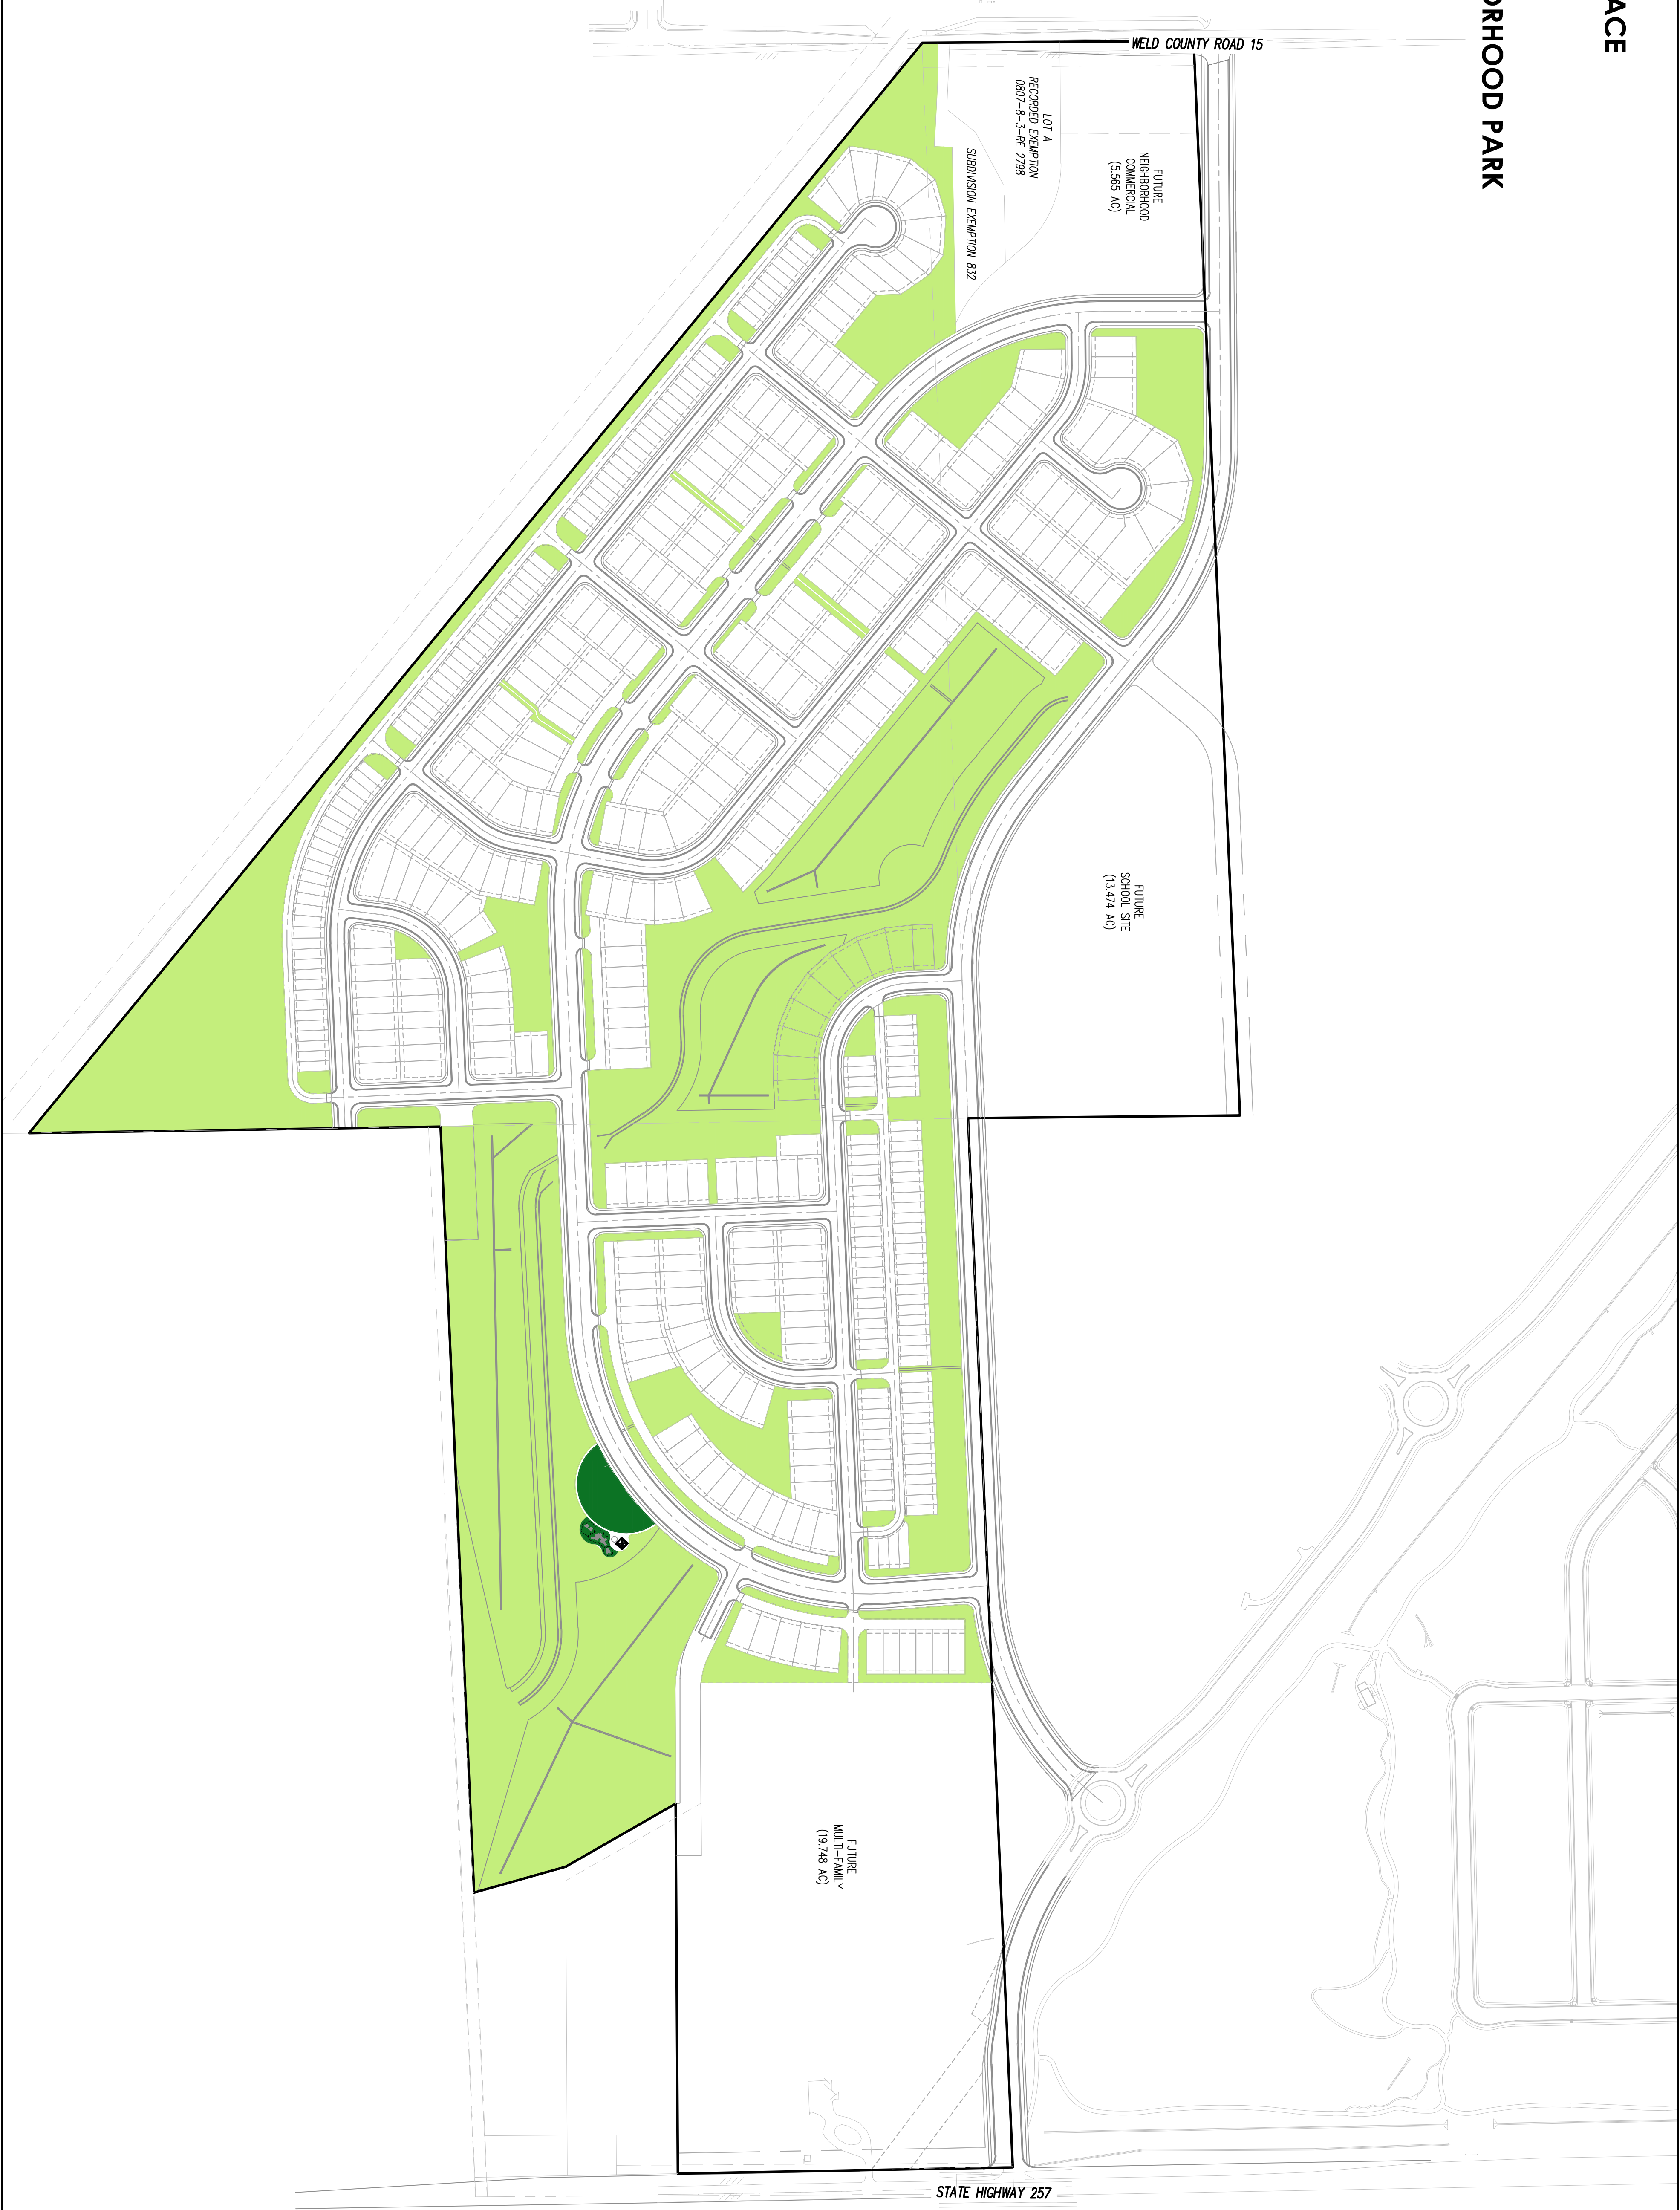 ACE
ORHOOD PARK
WELD COUNTY ROAD 15
LOT A
RECORDED EXEMPTION
0807-8-3-RE 2798
SUBDIVISION EXEMPTION 832
FUTURE
NEIGHBORHOOD
COMMERCIAL
(5.565 AC)
FUTURE
SCHOOL SITE
(13.474 AC)
FUTURE
MULTI-FAMILY
(19.748 AC)
STATE HIGHWAY 257